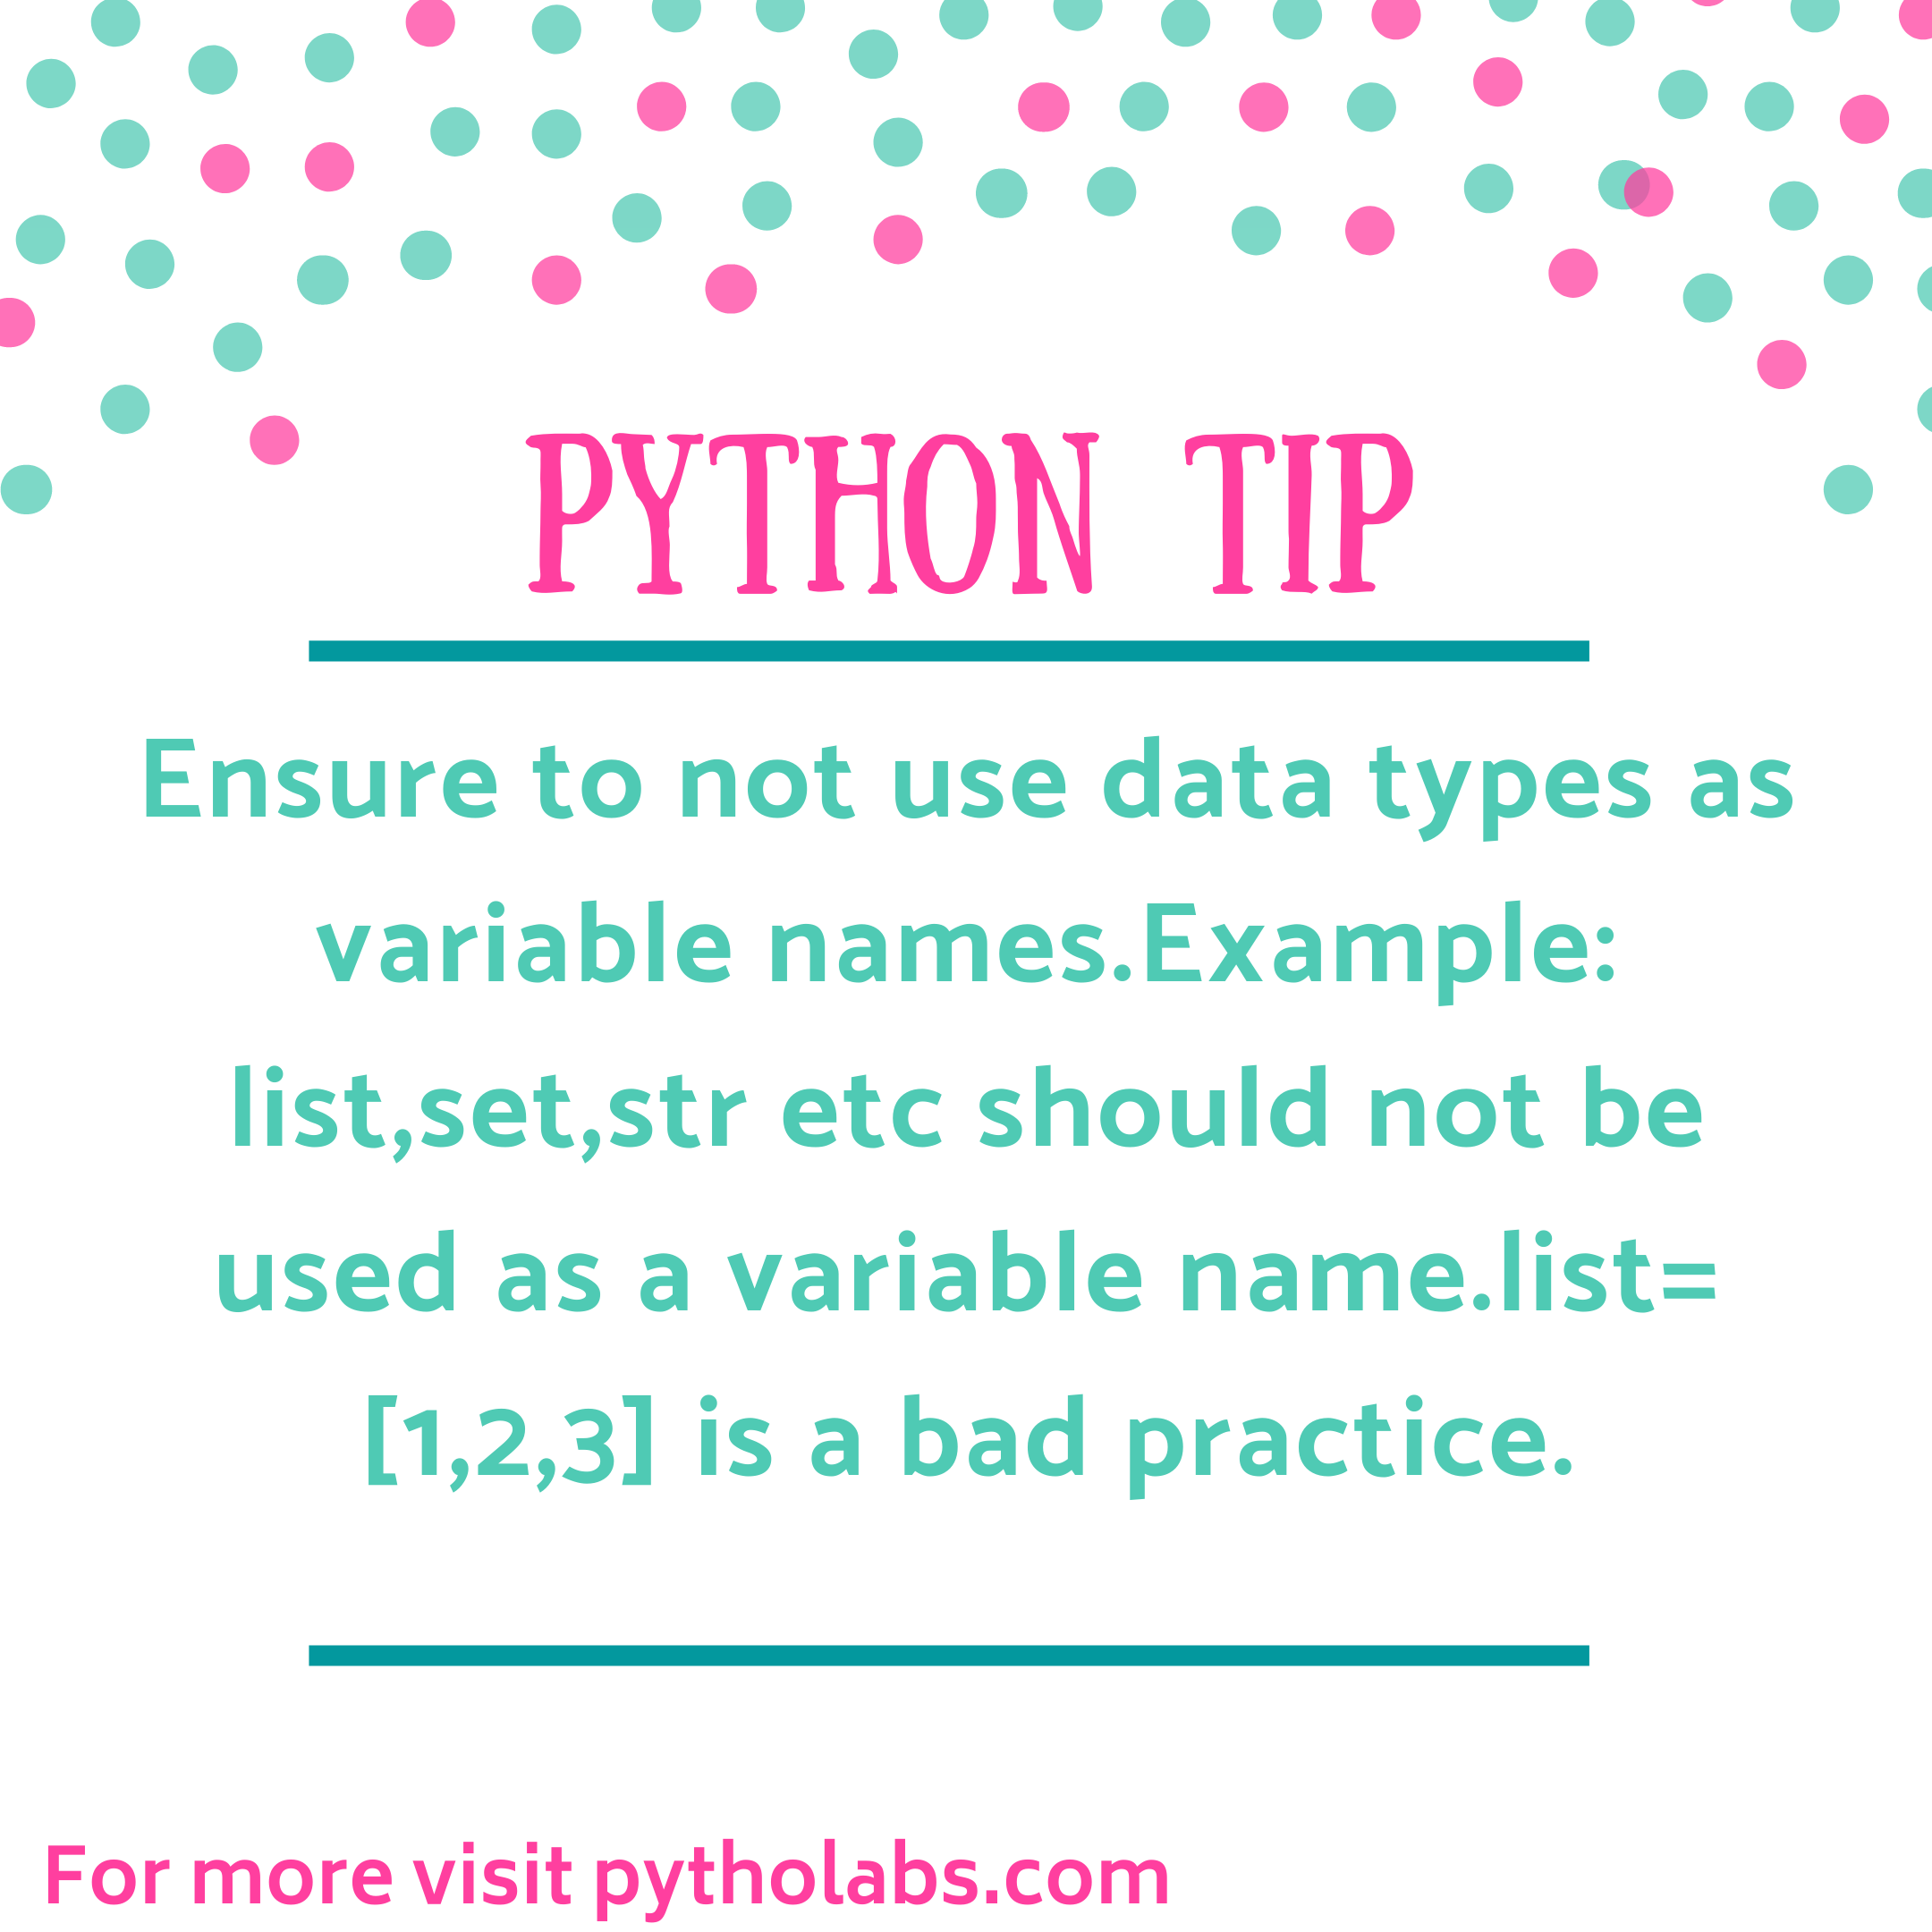 PYTHON TIP
Ensure to not use data types as
variable names.Example:
list,set,str etc should not be
used as a variable name.list=
[1,2,3] is a bad practice.
For more visit pytholabs.com